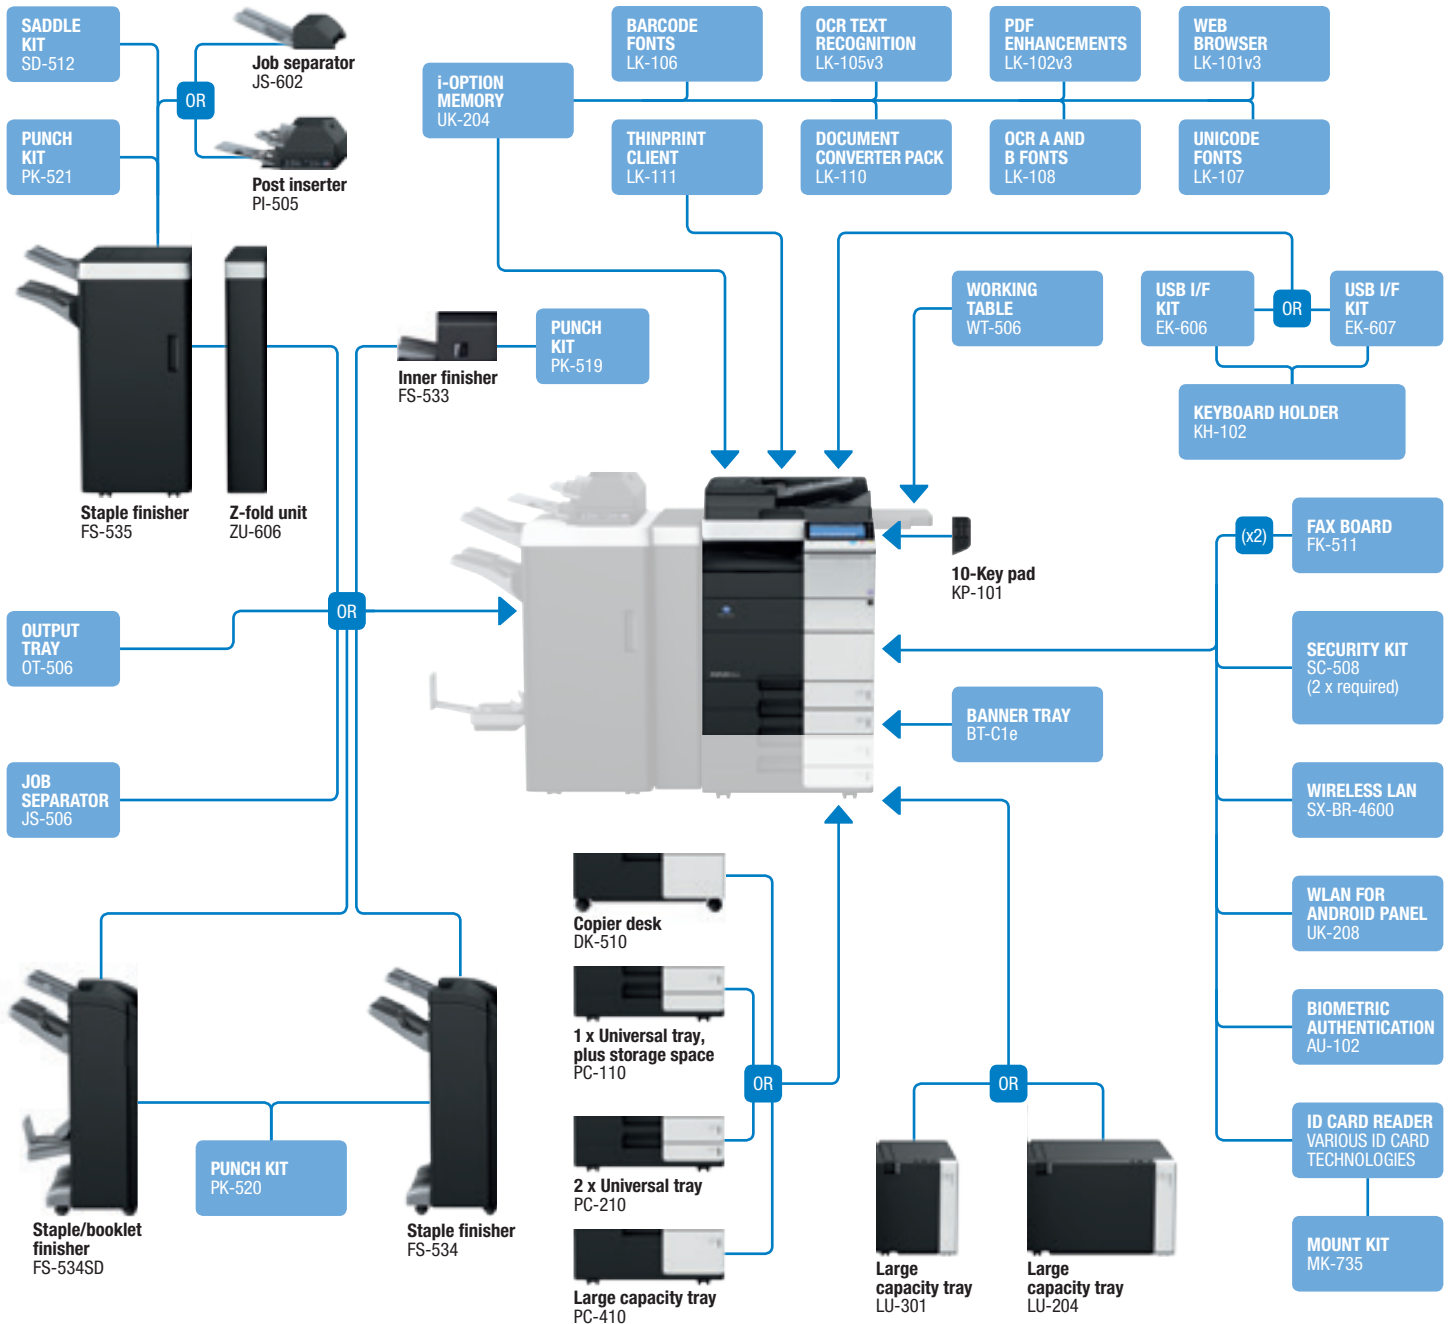 SADDLE
KIT
SD-512
Job separator
JS-602
OR
PUNCH
KIT
PK-521
Post inserter
PI-505
i-OPTION
MEMORY
UK-204
BARCODE
FONTS
LK-106
OCR TEXT
RECOGNITION
LK-105v3
PDF
ENHANCEMENTS
LK-102v3
WEB
BROWSER
LK-101v3
THINPRINT
CLIENT
LK-111
DOCUMENT
CONVERTER PACK
LK-110
OCR A AND
B FONTS
LK-108
UNICODE
FONTS
LK-107
Staple finisher
FS-535
Z-fold unit
ZU-606
Inner finisher
FS-533
PUNCH
KIT
PK-519
WORKING
TABLE
WT-506
USB I/F
KIT
EK-606
OR
USB I/F
KIT
EK-607
KEYBOARD HOLDER
KH-102
10-Key pad
KP-101
(x2)
FAX BOARD
FK-511
OUTPUT
TRAY
OT-506
OR
SECURITY KIT
SC-508
(2 x required)
BANNER TRAY
BT-C1e
JOB
SEPARATOR
JS-506
WIRELESS LAN
SX-BR-4600
Copier desk
DK-510
WLAN FOR
ANDROID PANEL
UK-208
1 x Universal tray,
plus storage space
PC-110
OR
OR
BIOMETRIC
AUTHENTICATION
AU-102
PUNCH KIT
PK-520
2 x Universal tray
PC-210
ID CARD READER
VARIOUS ID CARD
TECHNOLOGIES
Staple/booklet
finisher
FS-534SD
Staple finisher
FS-534
Large capacity tray
PC-410
Large
capacity tray
LU-301
Large
capacity tray
LU-204
MOUNT KIT
MK-735